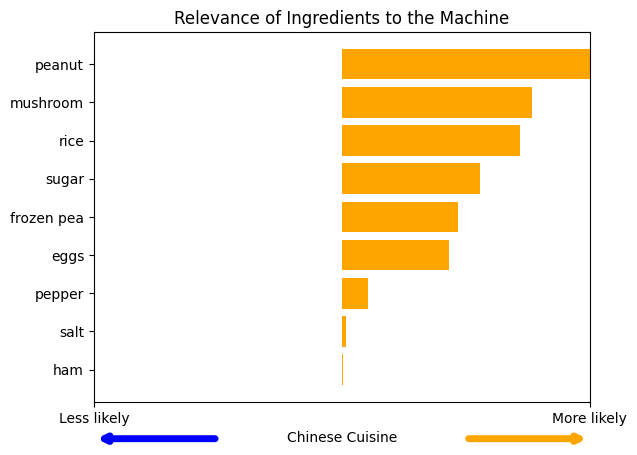 Relevance of Ingredients to the Machine
peanut
mushroom
rice
sugar
frozen pea
eggs
pepper
salt
ham
Less likely
More likely
Chinese Cuisine